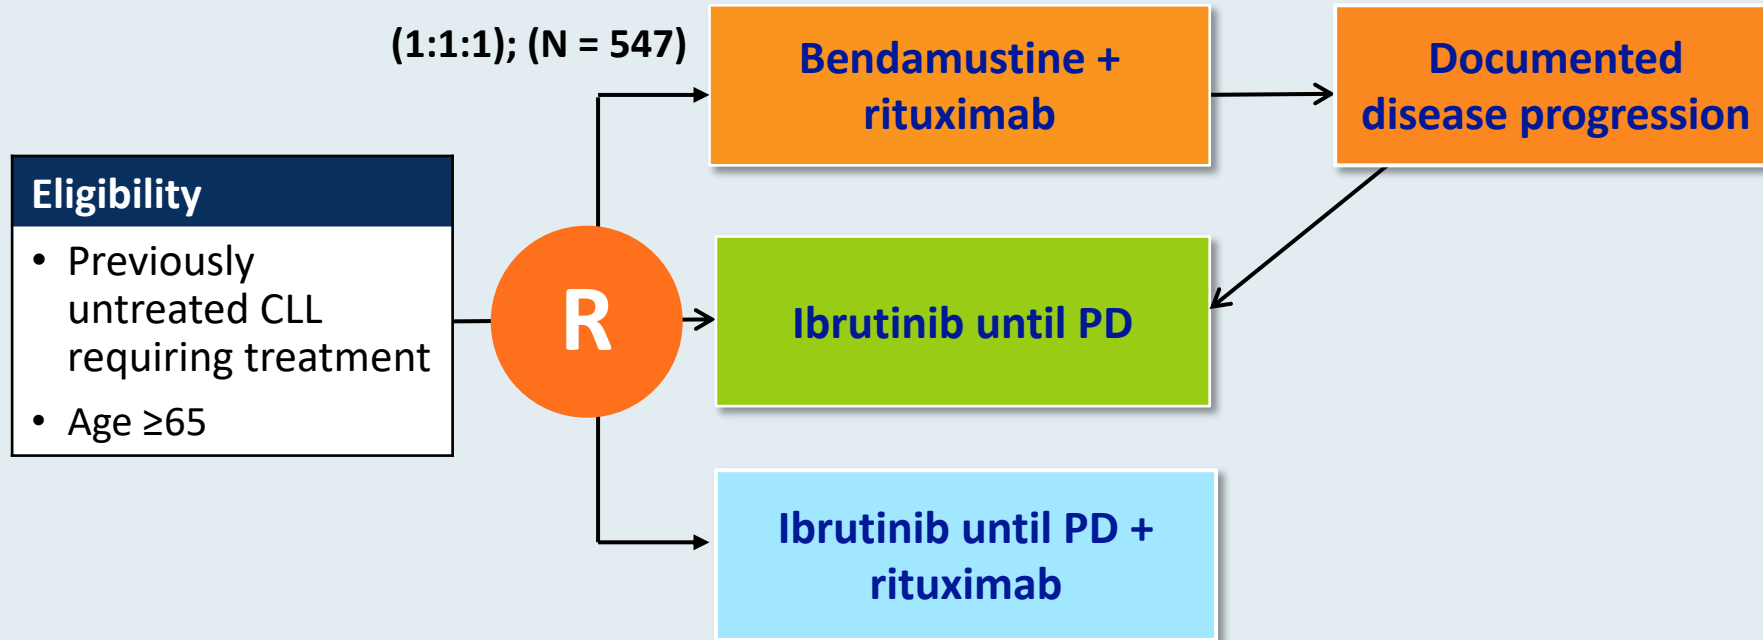 (1:1:1); (N = 547)
Bendamustine +
rituximab
Documented
disease progression
Eligibility
• Previously
untreated CLL
requiring treatment
• Age ≥65
R
Ibrutinib until PD
Ibrutinib until PD +
rituximab